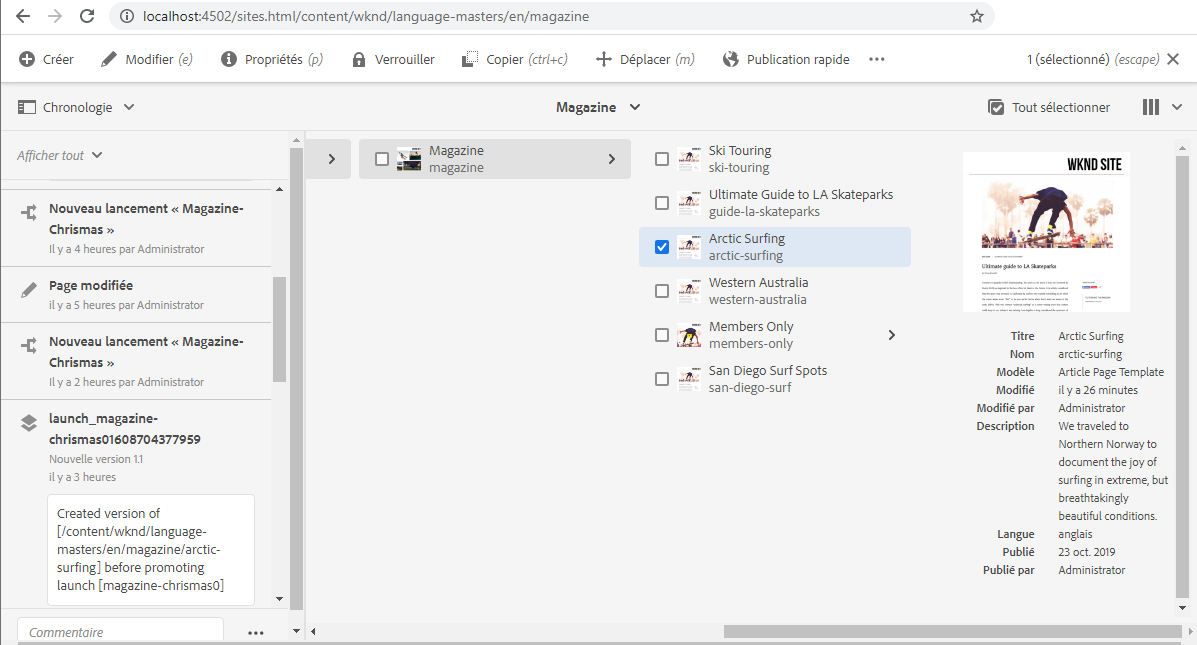 localhost:4502/sites.html/content/wknd/language-masters/en/magazine
Créer
Modifier (e)
Propriétés (p)
Verrouiller
Copier (ctrl+c)
Déplacer (m)
Publication rapide
1 (sélectionné) (escape)
Chronologie
Magazine
Tout sélectionner
Afficher tout
Nouveau lancement « Magazine-
Chrismas »
Il y a 4 heures par Administrator
Page modifiée
Il y a 5 heures par Administrator
Nouveau lancement « Magazine-
Chrismas »
Il y a 2 heures par Administrator
launch_magazine-
chrismas01608704377959
Nouvelle version 1.1
il y a 3 heures
Created version of
[/content/wknd/language-
masters/en/magazine/arctic-
surfing] before promoting
launch [magazine-chrismas0]
Commentaire
Magazine
magazine
Ski Touring
ski-touring
Ultimate Guide to LA Skateparks
guide-la-skateparks
Arctic Surfing
arctic-surfing
Western Australia
western-australia
Members Only
members-only
San Diego Surf Spots
san-diego-surf
WKND SITE
Ultimate guide to LA Skateparks
Titre Arctic Surfing
Nom arctic-surfing
Modèle Article Page Template
Modifié il y a 26 minutes
Modifié par Administrator
Description We traveled to
Northern Norway to
document the joy of
surfing in extreme, but
breathtakingly
beautiful conditions.
Langue anglais
Publié 23 oct. 2019
Publié par Administrator